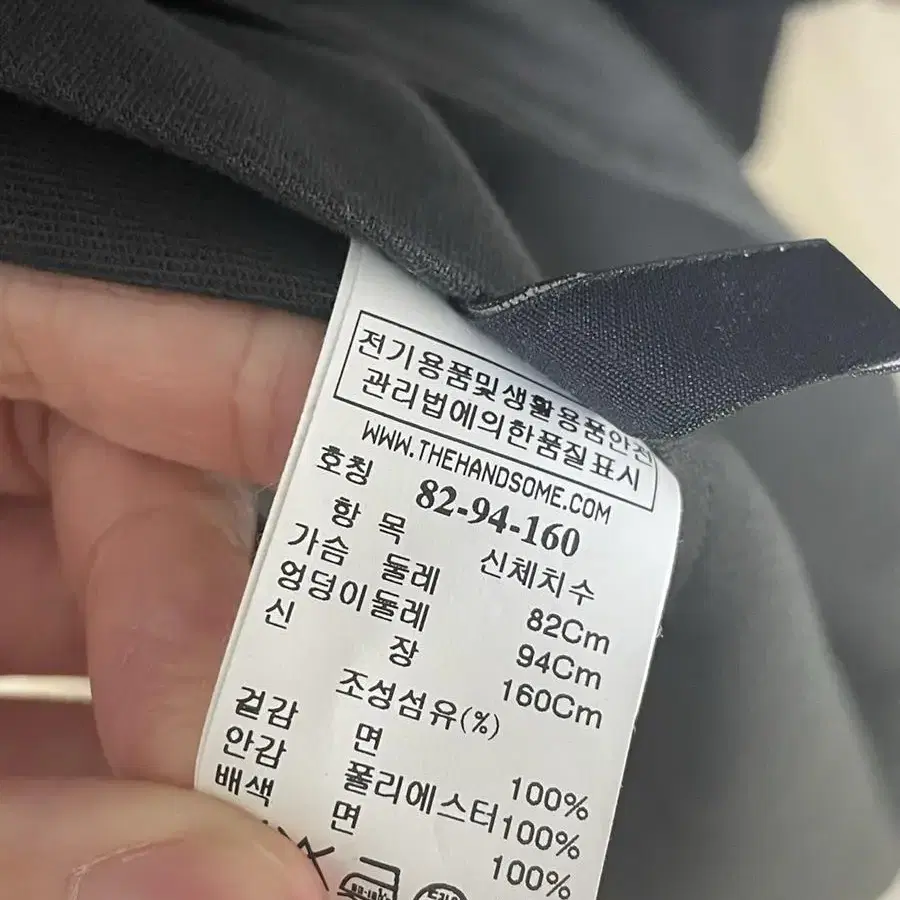 전기용품및생활용품안전
관리법에의한품질표시
WWW.THEHANDSOME.COM
호칭 82-94-160
항 목 신체치수
가슴 둘레 82Cm
엉덩이둘레 94Cm
신 장 160Cm
조성섬유(%)
겉감 면 100%
안감 폴리에스터 100%
배색 면 100%